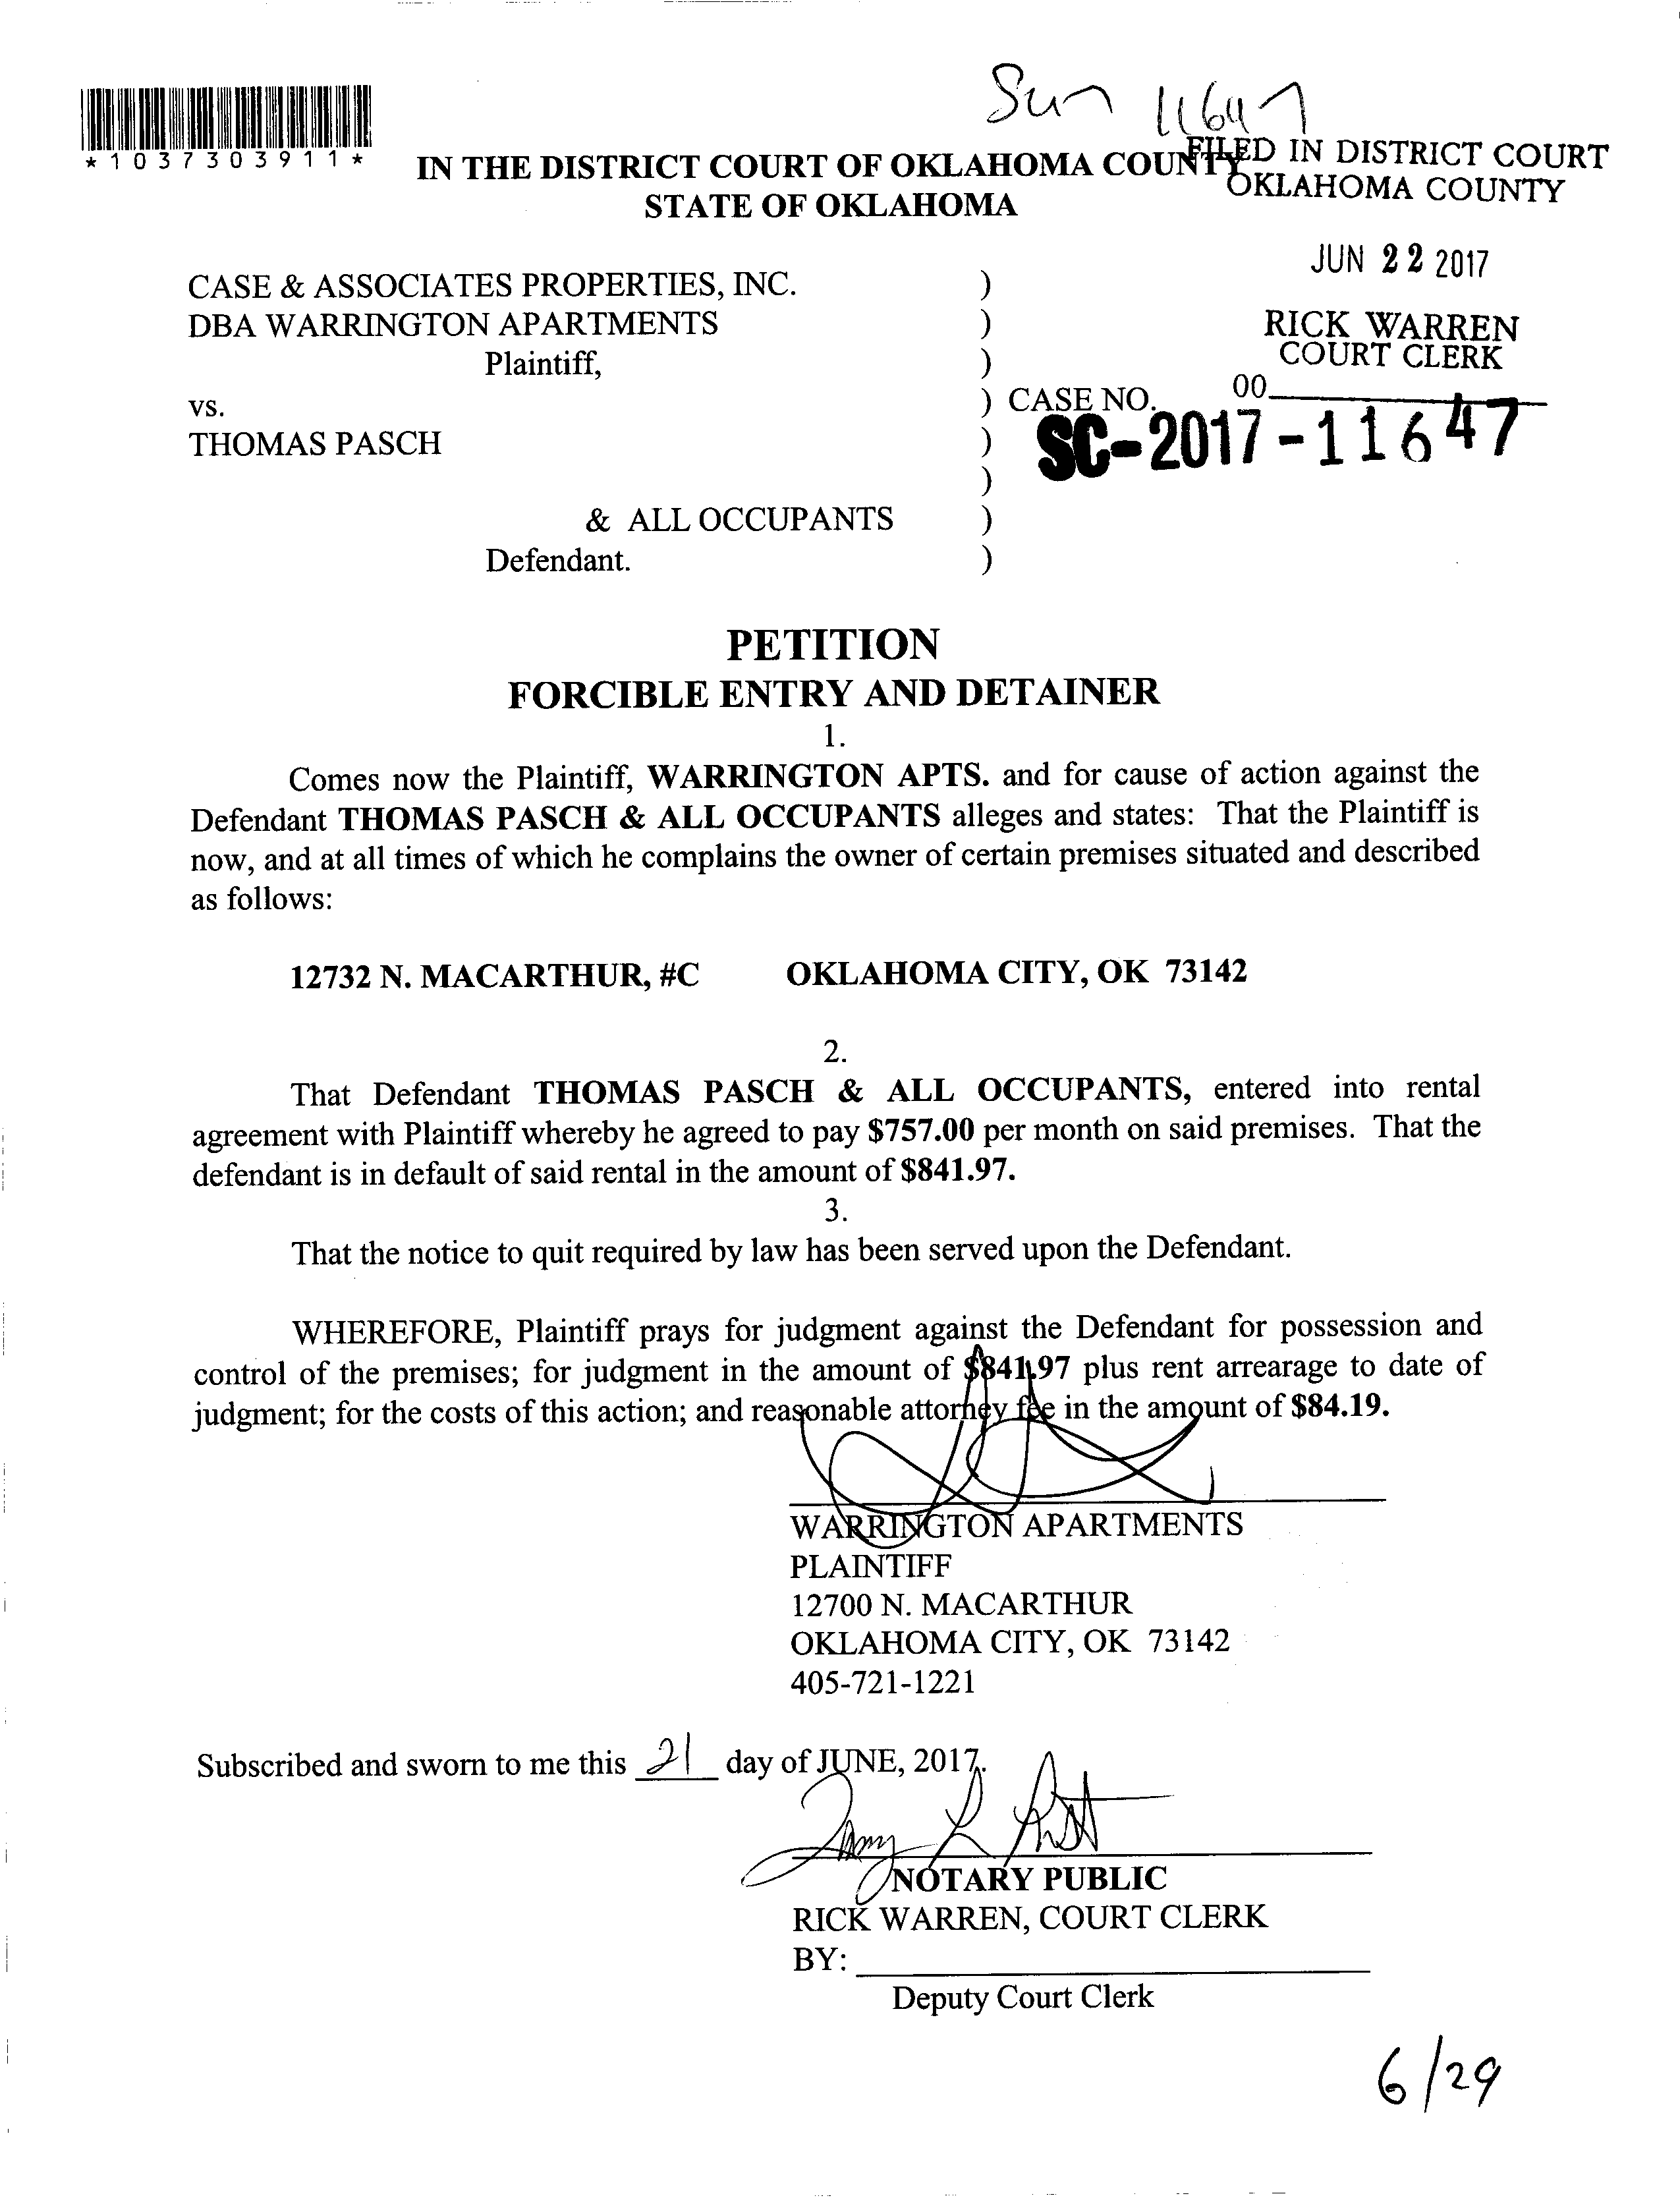 Sum 11647
*1037303911*
IN THE DISTRICT COURT OF OKLAHOMA COUNTY
STATE OF OKLAHOMA
FILED IN DISTRICT COURT
OKLAHOMA COUNTY
JUN 22 2017
RICK WARREN
COURT CLERK
00
CASE & ASSOCIATES PROPERTIES, INC. )
DBA WARRINGTON APARTMENTS )
Plaintiff, )
vs. ) CASE NO.
SC-2017-11647
THOMAS PASCH )
)
& ALL OCCUPANTS )
Defendant. )
PETITION
FORCIBLE ENTRY AND DETAINER
1.
Comes now the Plaintiff, WARRINGTON APTS. and for cause of action against the
Defendant THOMAS PASCH & ALL OCCUPANTS alleges and states: That the Plaintiff is
now, and at all times of which he complains the owner of certain premises situated and described
as follows:
12732 N. MACARTHUR, #C OKLAHOMA CITY, OK 73142
2.
That Defendant THOMAS PASCH & ALL OCCUPANTS, entered into rental
agreement with Plaintiff whereby he agreed to pay $757.00 per month on said premises. That the
defendant is in default of said rental in the amount of $841.97.
3.
That the notice to quit required by law has been served upon the Defendant.
WHEREFORE, Plaintiff prays for judgment against the Defendant for possession and
control of the premises; for judgment in the amount of $841.97 plus rent arrearage to date of
judgment; for the costs of this action; and reasonable attorney fee in the amount of $84.19.
WARRINGTON APARTMENTS
PLAINTIFF
12700 N. MACARTHUR
OKLAHOMA CITY, OK 73142
405-721-1221
Subscribed and sworn to me this 21 day of JUNE, 2017.
NOTARY PUBLIC
RICK WARREN, COURT CLERK
BY:
Deputy Court Clerk
6/29